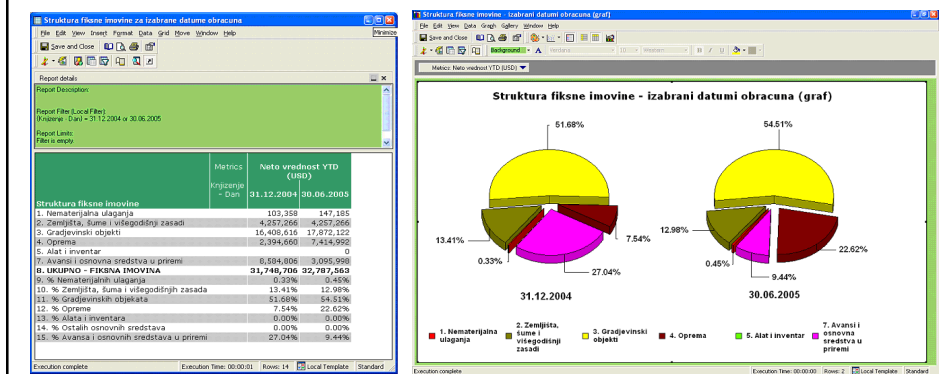 Struktura fiksne imovine za izabrane datume obracuna
File Edit View Insert Format Data Grid Move Window Help
Minimize
Save and Close
Report details
Report Description:
Report Filter (Local Filter):
(Knjizenje - Dan) = 31.12.2004 or 30.06.2005
Report Limits:
Filter is empty
Metrics Neto vrednost YTD (USD)
Knjizenje - Dan 31.12.2004 30.06.2005
Struktura fiksne imovine
1. Nematerijalna ulaganja 103,358 147,185
2. Zemljišta, šume i višegodišnji zasadi 4,257,266 4,257,266
3. Gradjevinski objekti 16,408,616 17,872,122
4. Oprema 2,394,660 7,414,992
5. Alat i inventar 0
7. Avansi i osnovna sredstva u priremi 8,584,806 3,095,998
8. UKUPNO - FIKSNA IMOVINA 31,748,706 32,787,563
9. % Nematerijalnih ulaganja 0.33% 0.45%
10. % Zemljišta, šuma i višegodišnjih zasada 13.41% 12.98%
11. % Gradjevinskih objekata 51.68% 54.51%
12. % Opreme 7.54% 22.62%
13. % Alata i inventara 0.00% 0.00%
14. % Ostalih osnovnih sredstava 0.00% 0.00%
15. % Avansa i osnovnih sredstava u priremi 27.04% 9.44%
Execution complete Execution Time: 00:00:01 Rows: 14 Local Template Standard
Struktura fiksne imovine - izabrani datumi obracuna (graf)
File Edit View Data Graph Gallery Window Help
Save and Close
Background A Verdana 10 Western B I U
Metrics: Neto vrednost YTD (USD)
Struktura fiksne imovine - izabrani datumi obracuna (graf)
51.68%
13.41%
0.33%
27.04%
7.54%
31.12.2004
54.51%
12.98%
0.45%
9.44%
22.62%
30.06.2005
1. Nematerijalna ulaganja
2. Zemljišta, šume i višegodišnji zasadi
3. Gradjevinski objekti
4. Oprema
5. Alat i inventar
7. Avansi i osnovna sredstva u priremi
Execution complete Execution Time: 00:00:00 Rows: 2 Local Template Standard